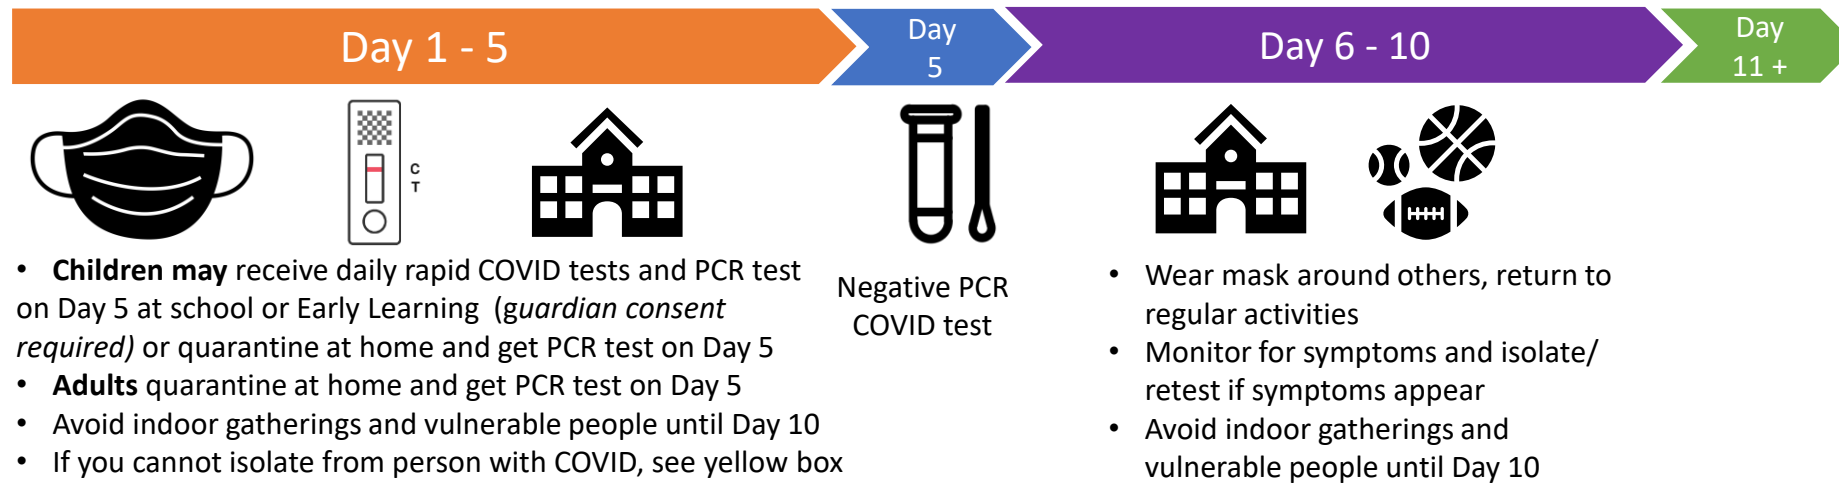 Day 1 - 5
Day
5
Day 6 - 10
Day
11 +
C
T
• Children may receive daily rapid COVID tests and PCR test
on Day 5 at school or Early Learning (guardian consent
required) or quarantine at home and get PCR test on Day 5
• Adults quarantine at home and get PCR test on Day 5
• Avoid indoor gatherings and vulnerable people until Day 10
• If you cannot isolate from person with COVID, see yellow box
Negative PCR
COVID test
• Wear mask around others, return to
regular activities
• Monitor for symptoms and isolate/
retest if symptoms appear
• Avoid indoor gatherings and
vulnerable people until Day 10